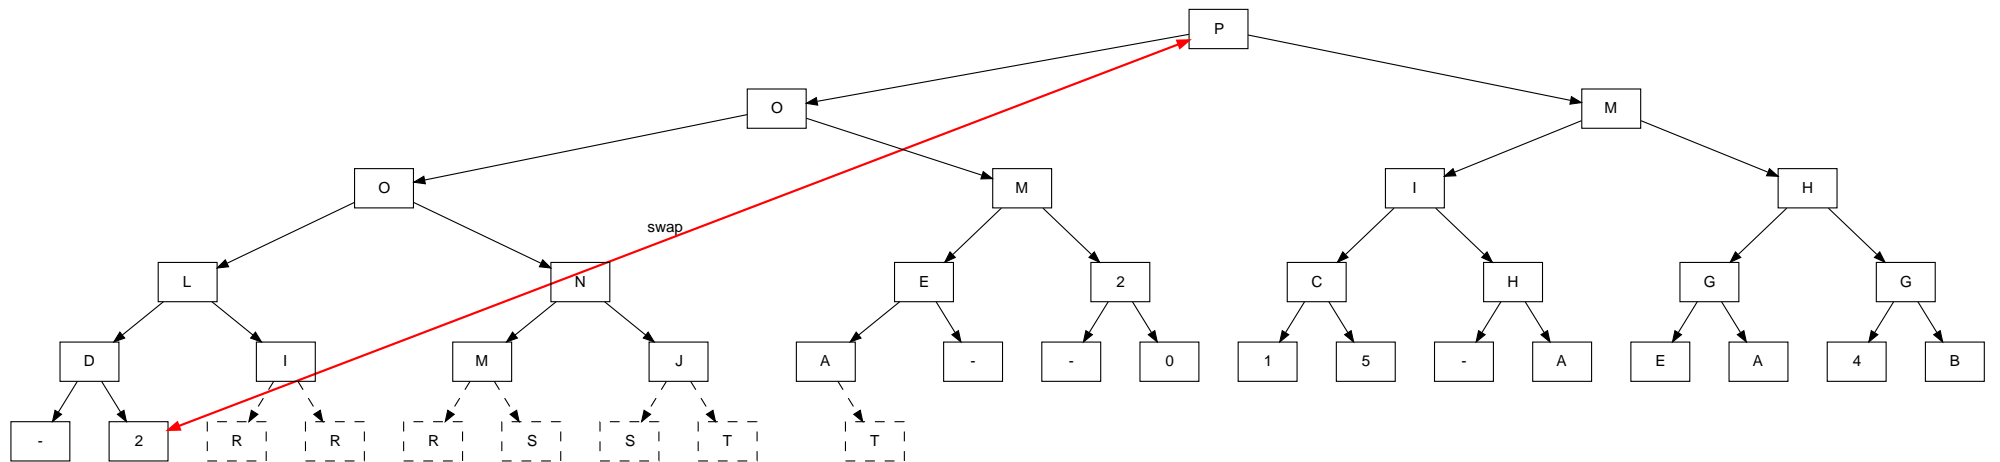 P
O M
O M I H
swap
L N E 2 C H G G
D I M J A - - 0 1 5 - A E A 4 B
- 2 R R R S S T T